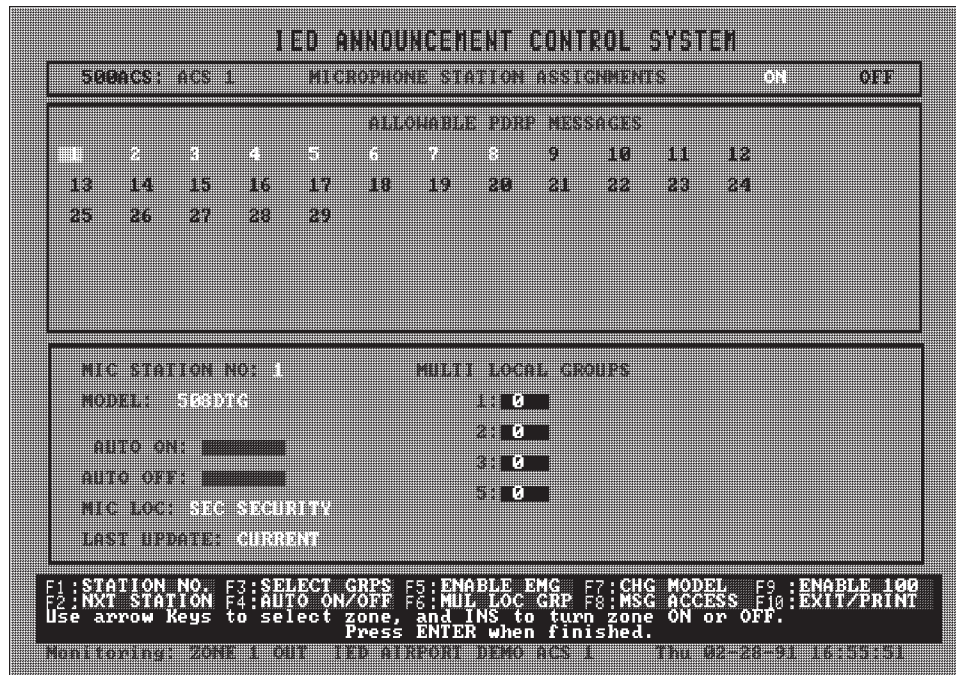 IED ANNOUNCEMENT CONTROL SYSTEM
500ACS: ACS 1 MICROPHONE STATION ASSIGNMENTS ON OFF
ALLOWABLE PDRP MESSAGES
1 2 3 4 5 6 7 8 9 10 11 12
13 14 15 16 17 18 19 20 21 22 23 24
25 26 27 28 29
MIC STATION NO: 1 MULTI LOCAL GROUPS
MODEL: 508DTG 1: 0
2: 0
AUTO ON:
3: 0
AUTO OFF:
5: 0
MIC LOC: SEC SECURITY
LAST UPDATE: CURRENT
F1:STATION NO. F3:SELECT GRPS F5:ENABLE EMG F7:CHG MODEL F9 :ENABLE 100
F2:NXT STATION F4:AUTO ON/OFF F6:MUL LOC GRP F8:MSG ACCESS F10:EXIT/PRINT
Use arrow Keys to select zone, and INS to turn zone ON or OFF.
Press ENTER when finished.
Monitoring: ZONE 1 OUT IED AIRPORT DEMO ACS 1 Thu 02-28-91 16:55:51